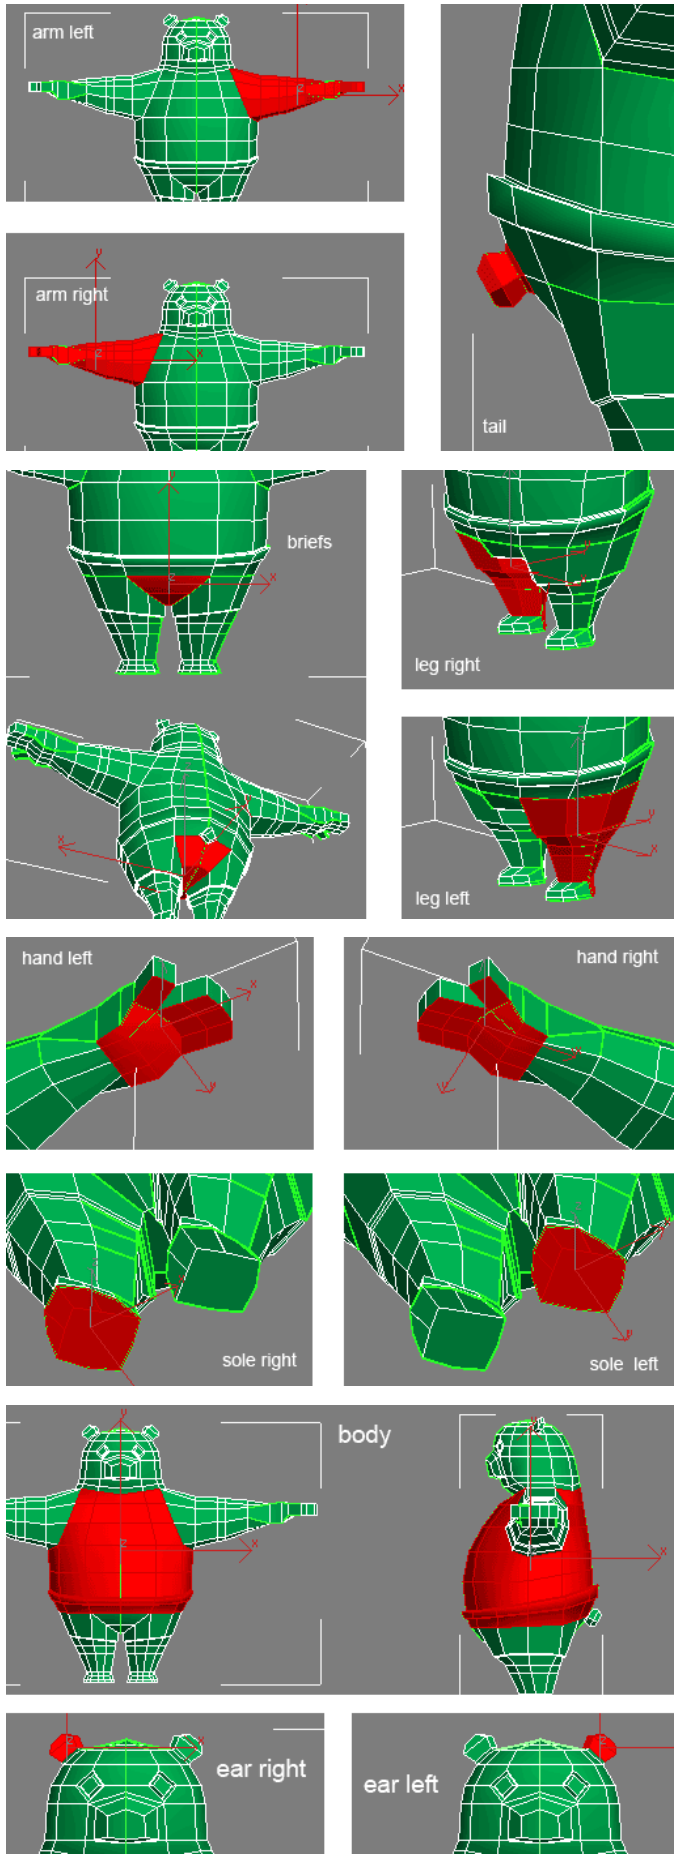 arm left
arm right
tail
briefs
leg right
leg left
hand left
hand right
sole right
sole left
body
ear right
ear left